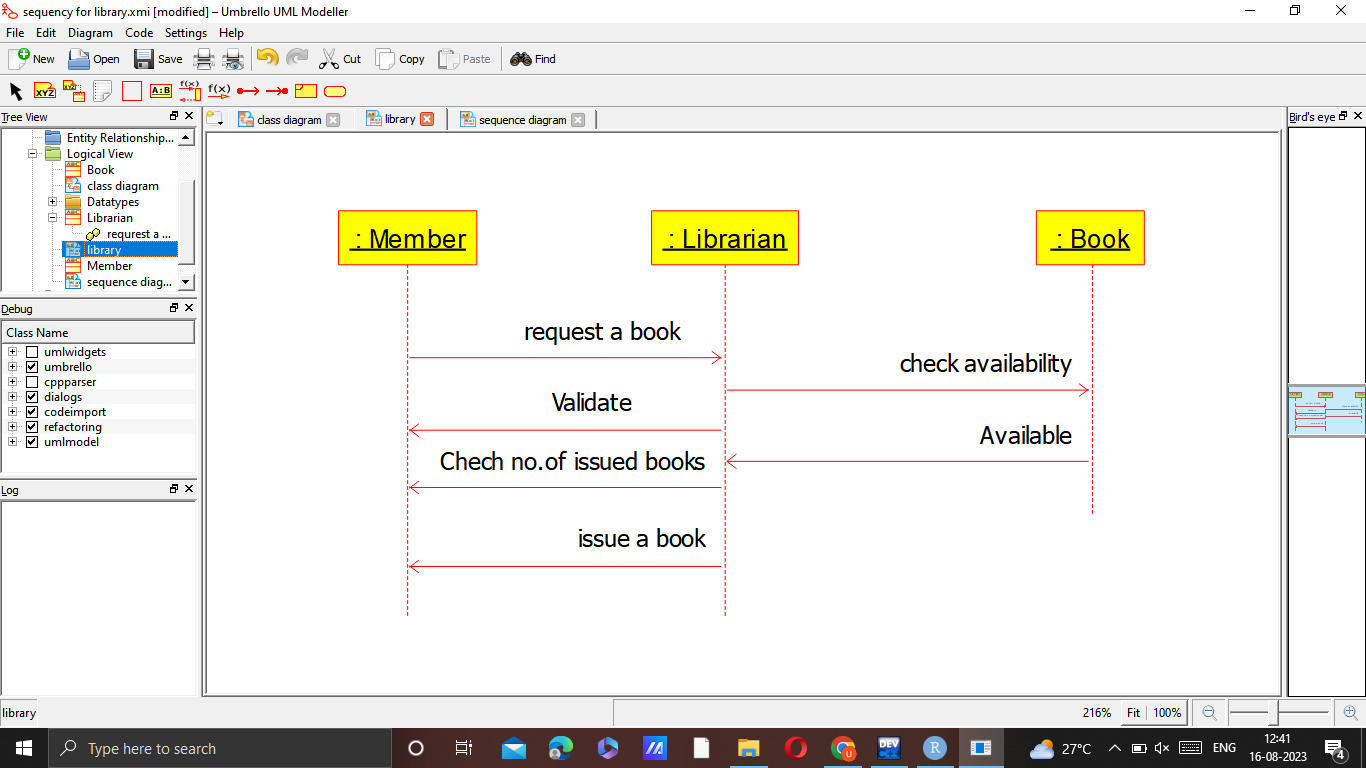 sequency for library.xmi [modified] – Umbrello UML Modeller
File Edit Diagram Code Settings Help
New Open Save Cut Copy Paste Find
XYZ XYZ A:B f(x) f(x)
Tree View
Entity Relationship...
Logical View
Book
class diagram
Datatypes
Librarian
requrest a ...
library
Member
sequence diag...
Debug
Class Name
umlwidgets
umbrello
cppparser
dialogs
codeimport
refactoring
umlmodel
Log
class diagram library sequence diagram
Bird's eye
: Member : Librarian : Book
request a book
check availability
Validate
Available
Chech no.of issued books
issue a book
library
216% Fit 100%
Type here to search
DEV
R
27°C
ENG
12:41
16-08-2023
4